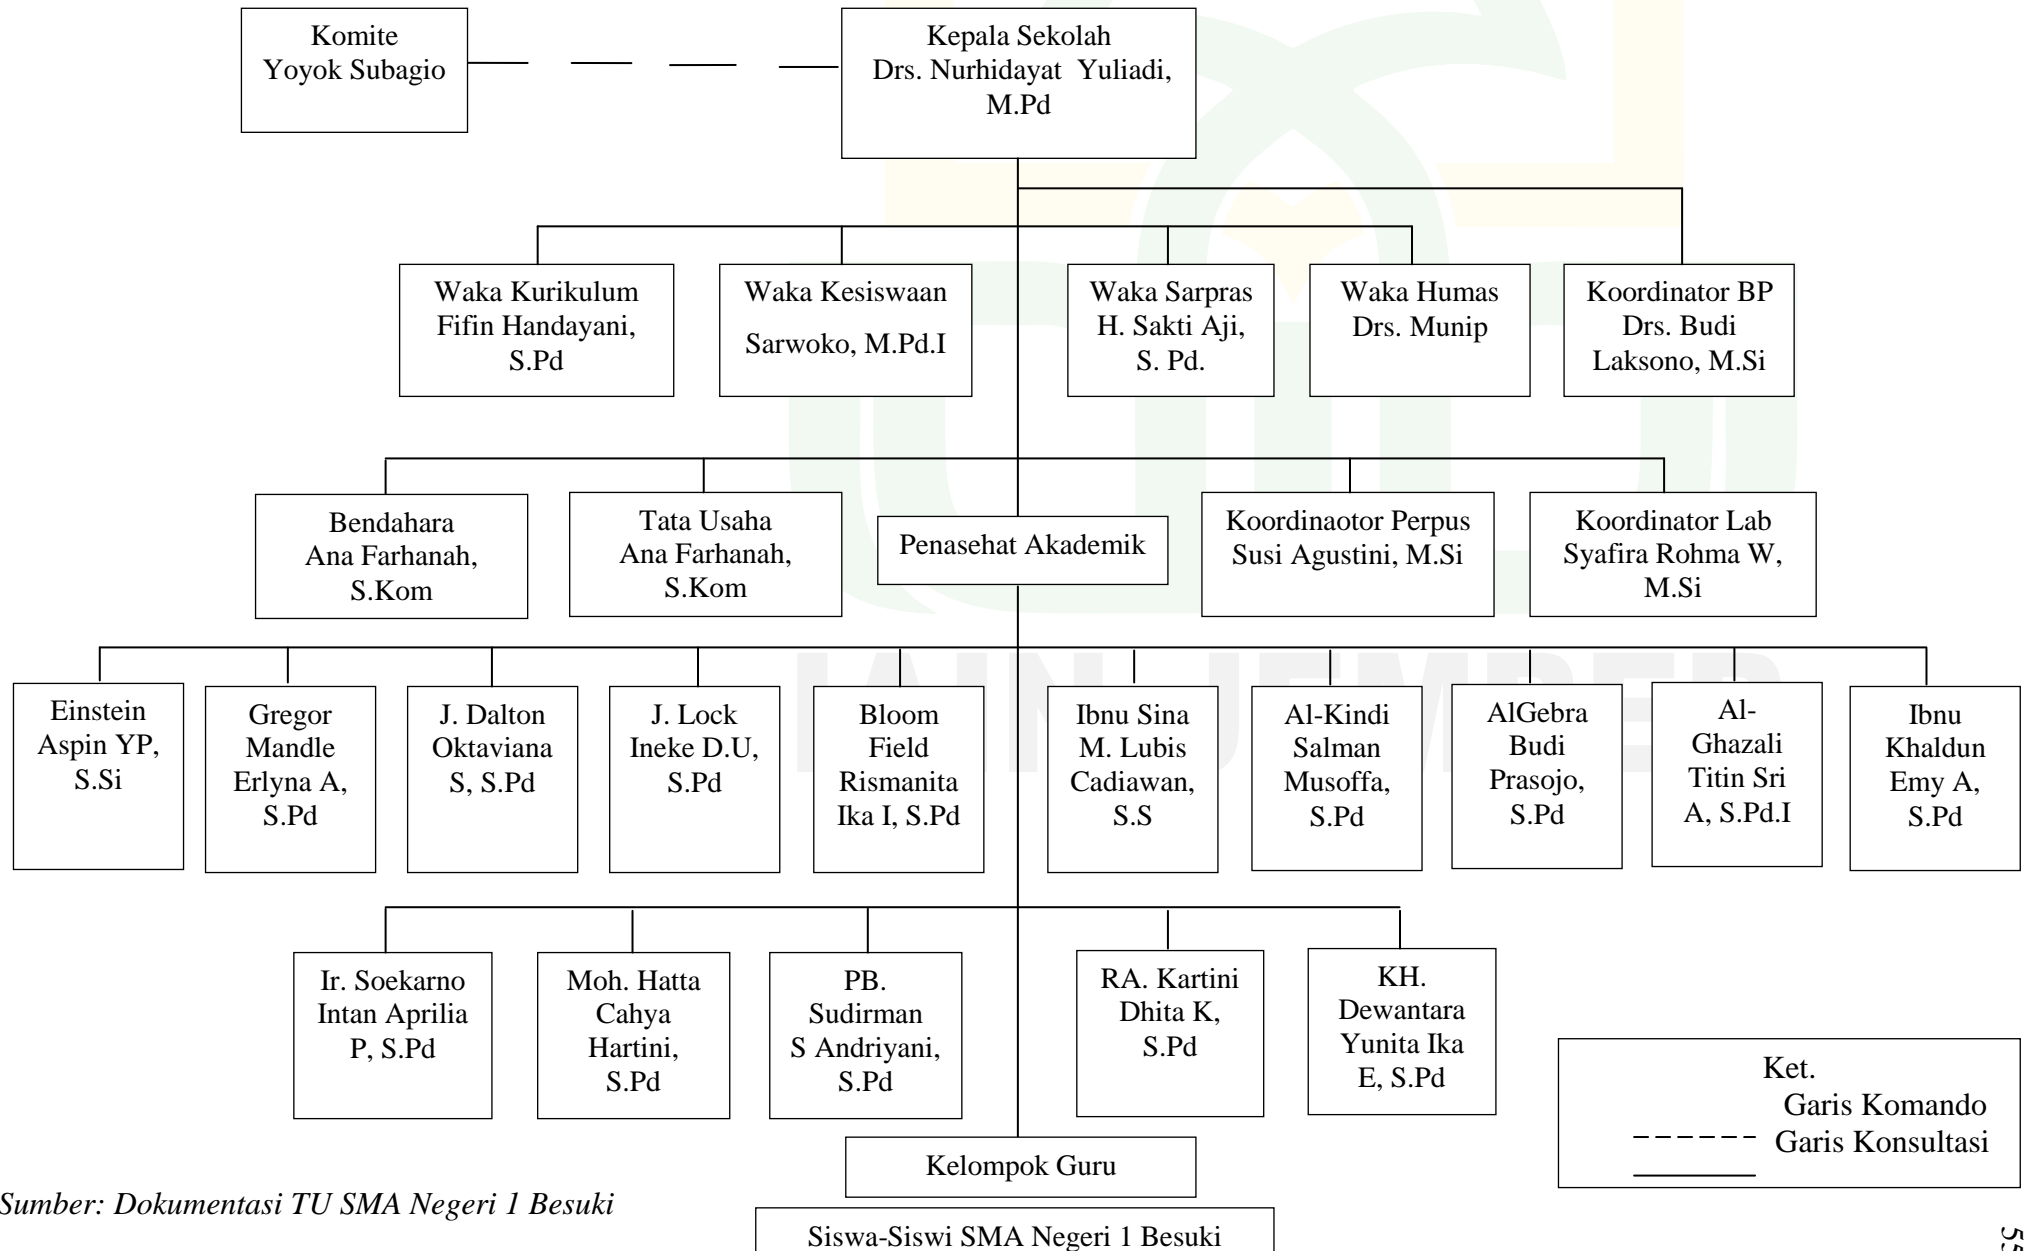 Komite
Yoyok Subagio
Kepala Sekolah
Drs. Nurhidayat Yuliadi,
M.Pd
Waka Kurikulum
Fifin Handayani,
S.Pd
Waka Kesiswaan
Sarwoko, M.Pd.I
Waka Sarpras
H. Sakti Aji,
S. Pd.
Waka Humas
Drs. Munip
Koordinator BP
Drs. Budi
Laksono, M.Si
Bendahara
Ana Farhanah,
S.Kom
Tata Usaha
Ana Farhanah,
S.Kom
Penasehat Akademik
Koordinaotor Perpus
Susi Agustini, M.Si
Koordinator Lab
Syafira Rohma W,
M.Si
IAIN JEMBER
Einstein
Aspin YP,
S.Si
Gregor
Mandle
Erlyna A,
S.Pd
J. Dalton
Oktaviana
S, S.Pd
J. Lock
Ineke D.U,
S.Pd
Bloom
Field
Rismanita
Ika I, S.Pd
Ibnu Sina
M. Lubis
Cadiawan,
S.S
Al-Kindi
Salman
Musoffa,
S.Pd
AlGebra
Budi
Prasojo,
S.Pd
Al-
Ghazali
Titin Sri
A, S.Pd.I
Ibnu
Khaldun
Emy A,
S.Pd
Ir. Soekarno
Intan Aprilia
P, S.Pd
Moh. Hatta
Cahya
Hartini,
S.Pd
PB.
Sudirman
S Andriyani,
S.Pd
RA. Kartini
Dhita K,
S.Pd
KH.
Dewantara
Yunita Ika
E, S.Pd
Ket.
Garis Komando
Garis Konsultasi
Kelompok Guru
Sumber: Dokumentasi TU SMA Negeri 1 Besuki
Siswa-Siswi SMA Negeri 1 Besuki
55